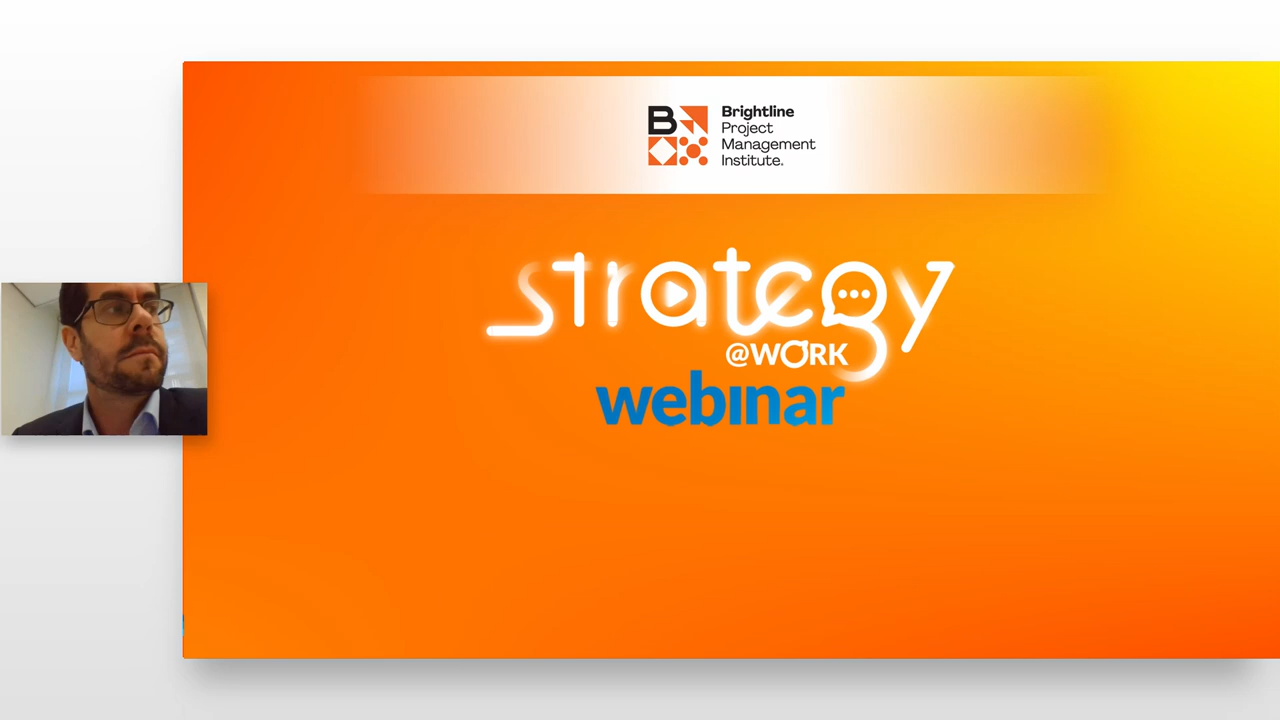 B
Brightline
Project
Management
Institute.
strategy
@WORK
webinar